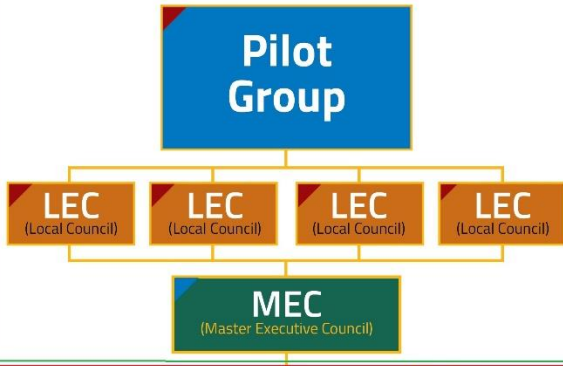 Pilot
Group
LEC
(Local Council)
LEC
(Local Council)
LEC
(Local Council)
LEC
(Local Council)
MEC
(Master Executive Council)